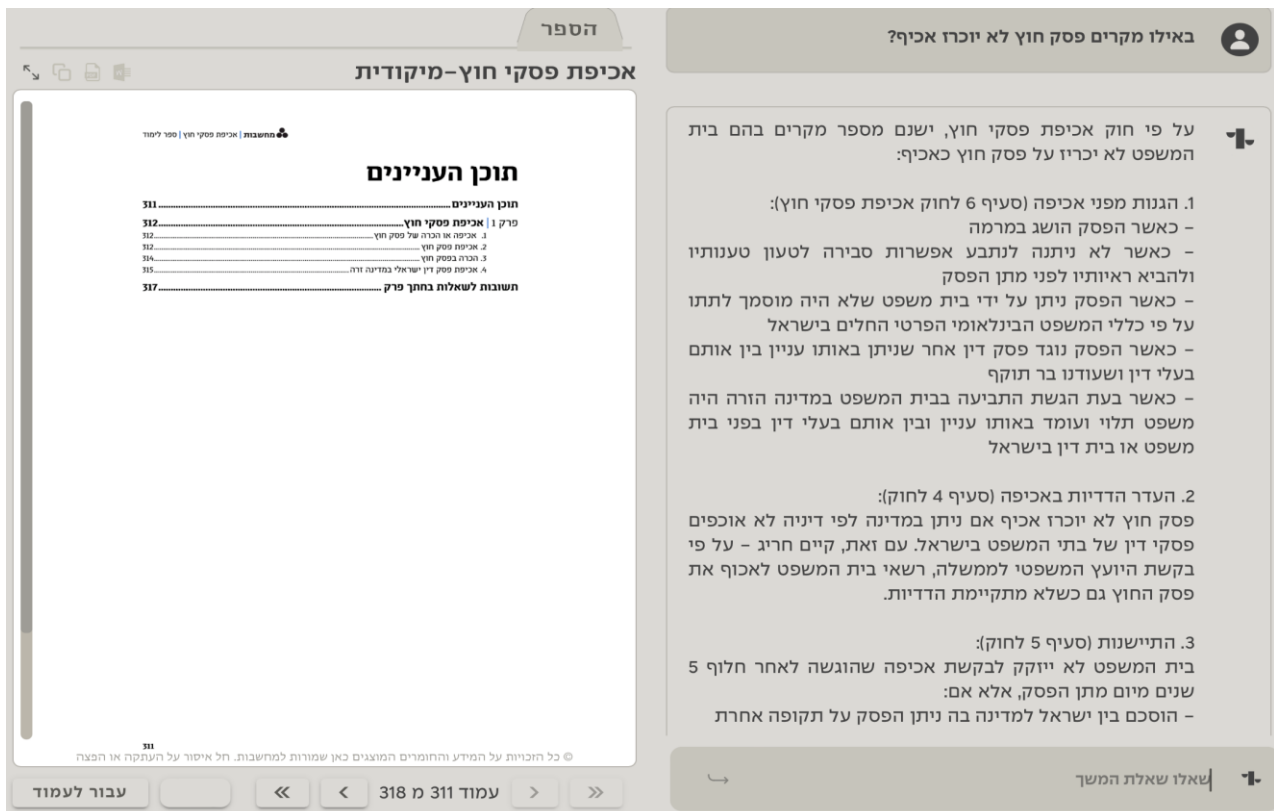 באילו מקרים פסק חוץ לא יוכרז אכיף?
על פי חוק אכיפת פסקי חוץ, ישנם מספר מקרים בהם בית
המשפט לא יכריז על פסק חוץ כאכיף:
1. הגנות מפני אכיפה (סעיף 6 לחוק אכיפת פסקי חוץ):
– כאשר הפסק הושג במרמה
– כאשר לא ניתנה לנתבע אפשרות סבירה לטעון טענותיו
ולהביא ראיותיו לפני מתן הפסק
– כאשר הפסק ניתן על ידי בית משפט שלא היה מוסמך לתתו
על פי כללי המשפט הבינלאומי הפרטי החלים בישראל
– כאשר הפסק נוגד פסק דין אחר שניתן באותו עניין בין אותם
בעלי דין ושעודנו בר תוקף
– כאשר בעת הגשת התביעה בבית המשפט במדינה הזרה היה
משפט תלוי ועומד באותו עניין ובין אותם בעלי דין בפני בית
משפט או בית דין בישראל
2. העדר הדדיות באכיפה (סעיף 4 לחוק):
פסק חוץ לא יוכרז אכיף אם ניתן במדינה לפי דיניה לא אוכפים
פסקי דין של בתי המשפט בישראל. עם זאת, קיים חריג – על פי
בקשת היועץ המשפטי לממשלה, רשאי בית המשפט לאכוף את
פסק החוץ גם כשלא מתקיימת הדדיות.
3. התיישנות (סעיף 5 לחוק):
בית המשפט לא ייזקק לבקשת אכיפה שהוגשה לאחר חלוף 5
שנים מיום מתן הפסק, אלא אם:
– הוסכם בין ישראל למדינה בה ניתן הפסק על תקופה אחרת
שאלו שאלת המשך
הספר
אכיפת פסקי חוץ–מיקודית
מחשבות | אכיפת פסקי חוץ | ספר לימוד
תוכן העניינים
תוכן העניינים 311
פרק 1 | אכיפת פסקי חוץ 312
1. אכיפה או הכרה של פסק חוץ 312
2. אכיפת פסק חוץ 312
3. הכרה בפסק חוץ 314
4. אכיפת פסק דין ישראלי במדינה זרה 315
תשובות לשאלות בחתך פרק 317
311
© כל הזכויות על המידע והחומרים המוצגים כאן שמורות למחשבות. חל איסור על העתקה או הפצה
עמוד 311 מ 318
עבור לעמוד